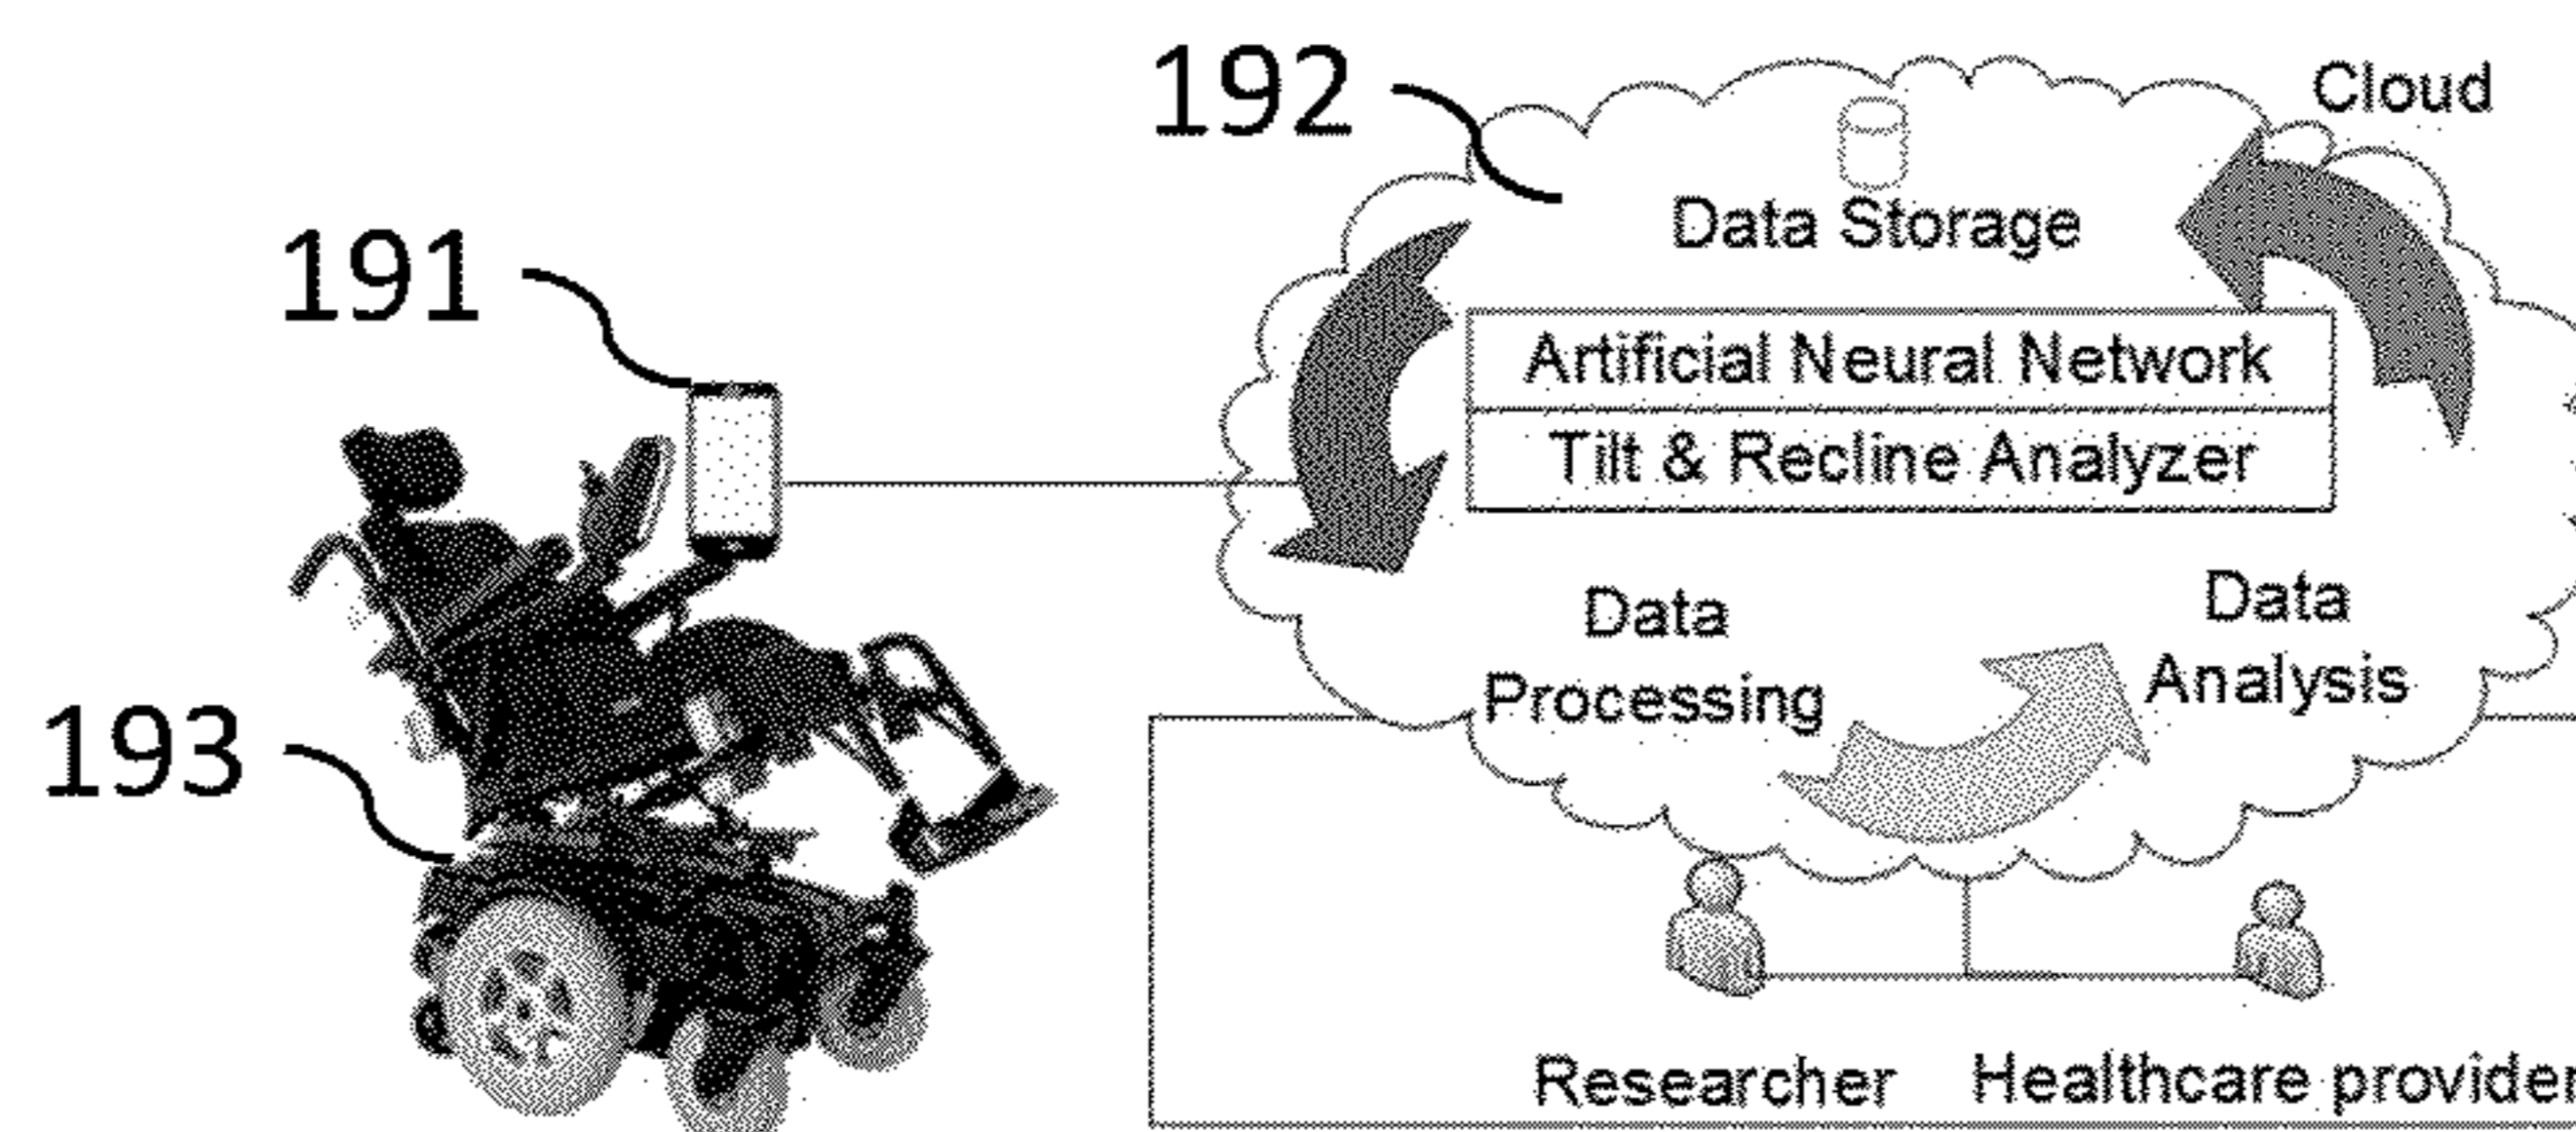 192
Cloud
191
Data Storage
Artificial Neural Network
Tilt & Recline Analyzer
Data
Processing
Data
Analysis
193
Researcher
Healthcare provider